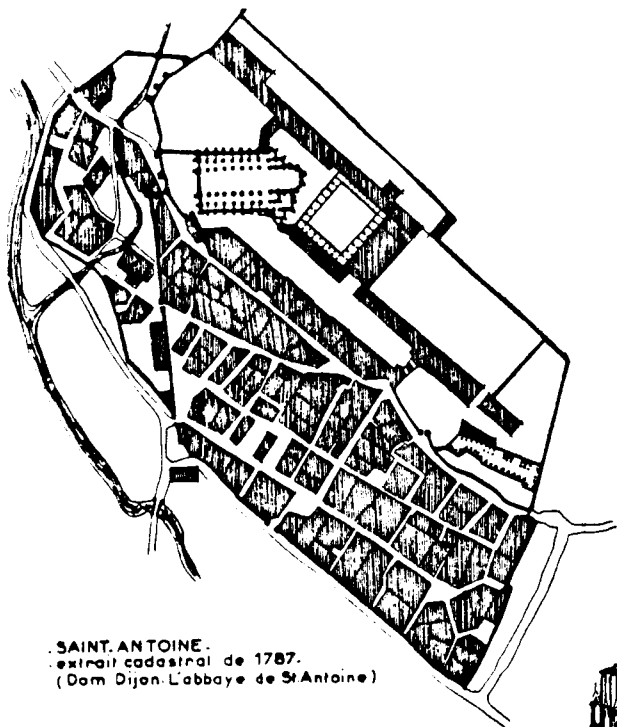 . SAINT. ANTOINE .
. extrait cadastral de 1787.
(Dom Dijon. L'abbaye de St Antoine)